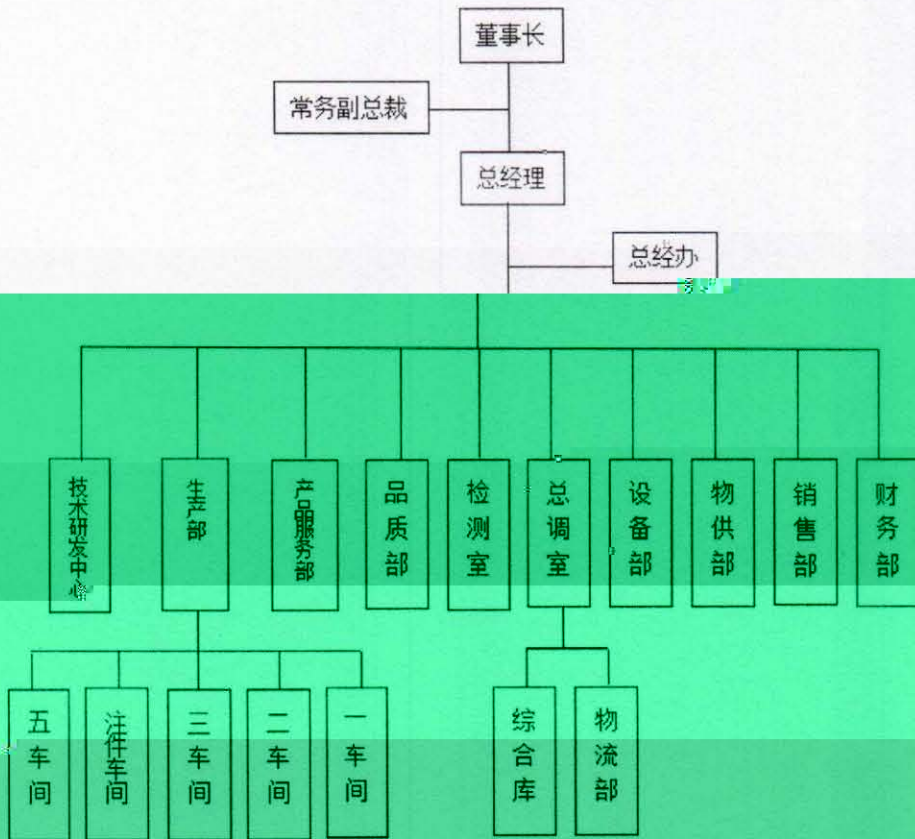 董事长
常务副总裁
总经理
总经办
技术研发中心
生产部
产品服务部
品质部
检测室
总调室
设备部
物供部
销售部
财务部
五车间
注件车间
三车间
二车间
一车间
综合库
物流部